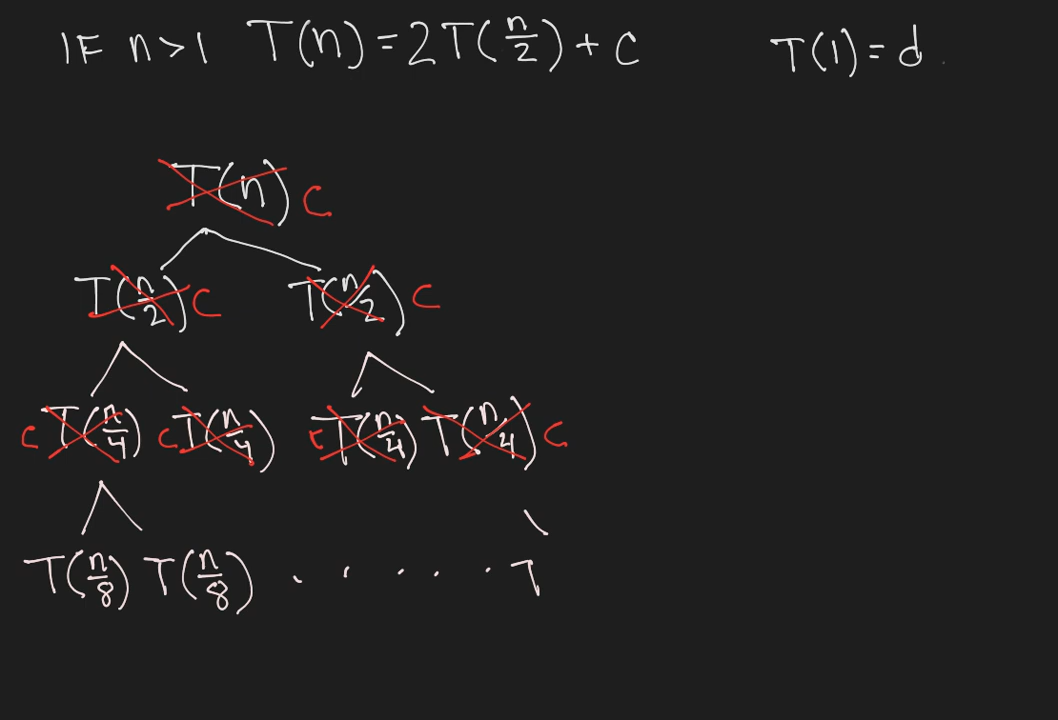 IF n>1 T(n)=2T(n/2)+c T(1)=d
T(n) c
T(n/2) c T(n/2) c
c T(n/4) c T(n/4) c T(n/4) T(n/4) c
T(n/8) T(n/8) . . . . . T